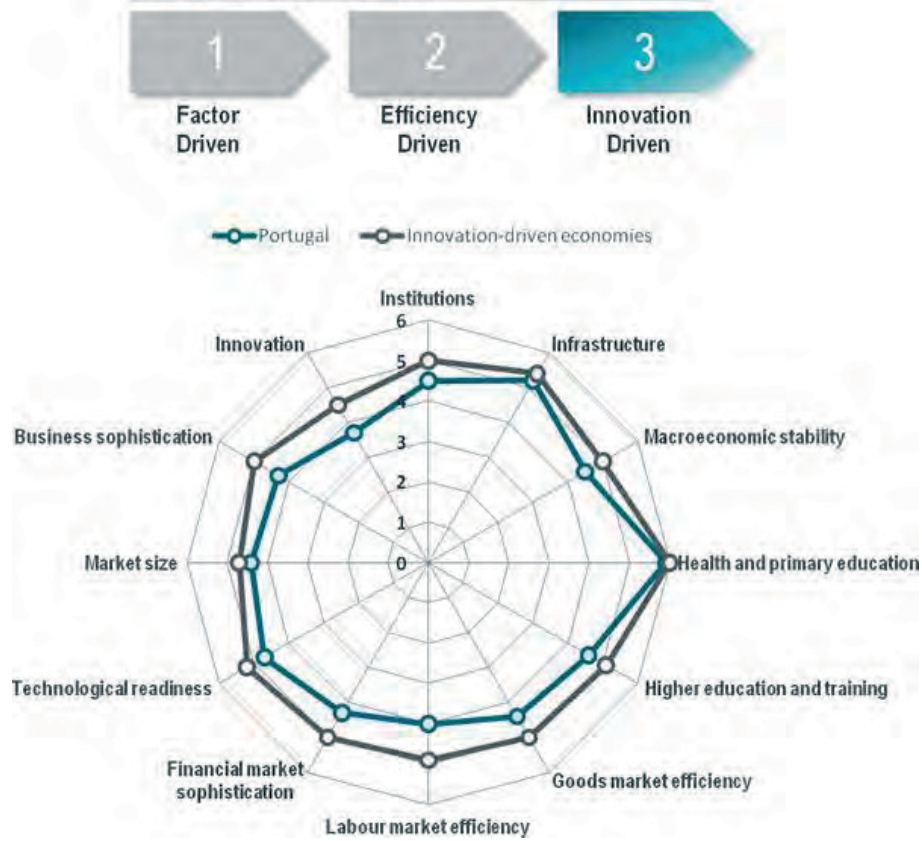 1
2
3
Factor
Driven
Efficiency
Driven
Innovation
Driven
Portugal
Innovation-driven economies
Institutions
Infrastructure
Macroeconomic stability
Health and primary education
Higher education and training
Goods market efficiency
Labour market efficiency
Financial market
sophistication
Technological readiness
Market size
Business sophistication
Innovation
6
5
4
3
2
1
0